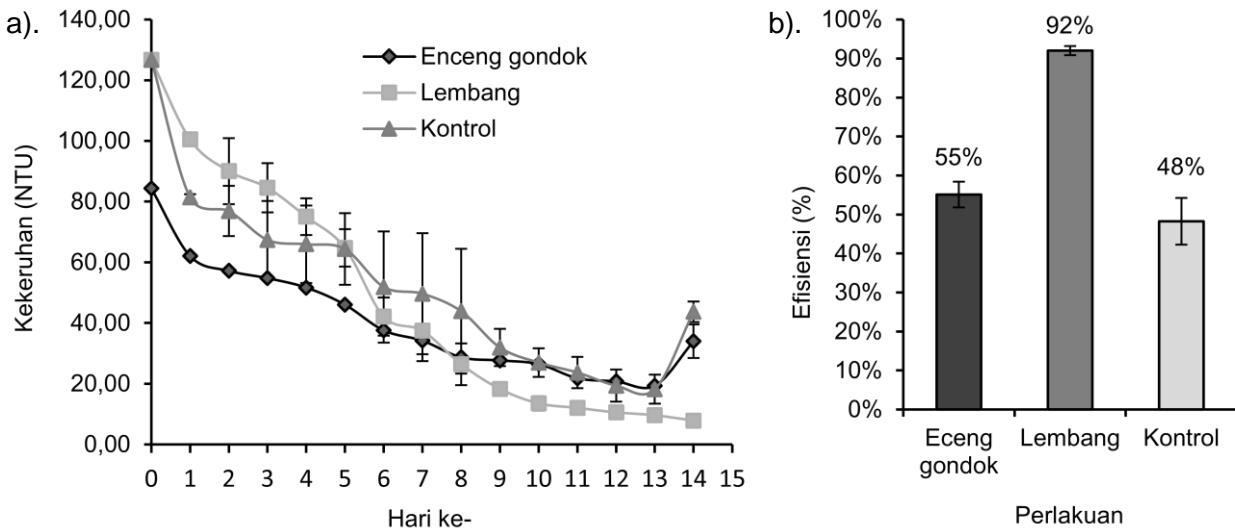 a).
140,00
120,00
100,00
80,00
60,00
40,00
20,00
0,00
Kekeruhan (NTU)
Enceng gondok
Lembang
Kontrol
0 1 2 3 4 5 6 7 8 9 10 11 12 13 14 15
Hari ke-
b).
100%
90%
80%
70%
60%
50%
40%
30%
20%
10%
0%
Efisiensi (%)
55%
92%
48%
Eceng
gondok
Lembang
Kontrol
Perlakuan